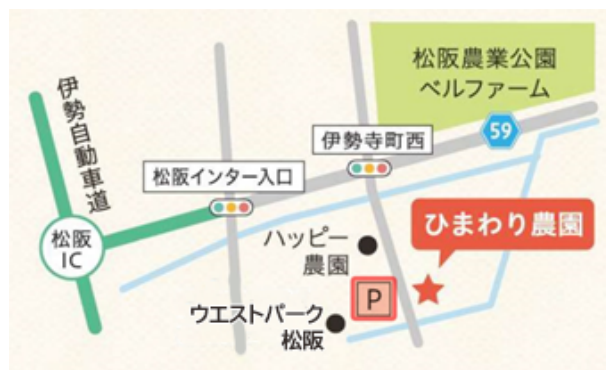 松阪農業公園
ベルファーム
伊勢自動車道
59
伊勢寺町西
松阪インター入口
ひまわり農園
松阪
IC
ハッピー
農園
P
ウエストパーク
松阪